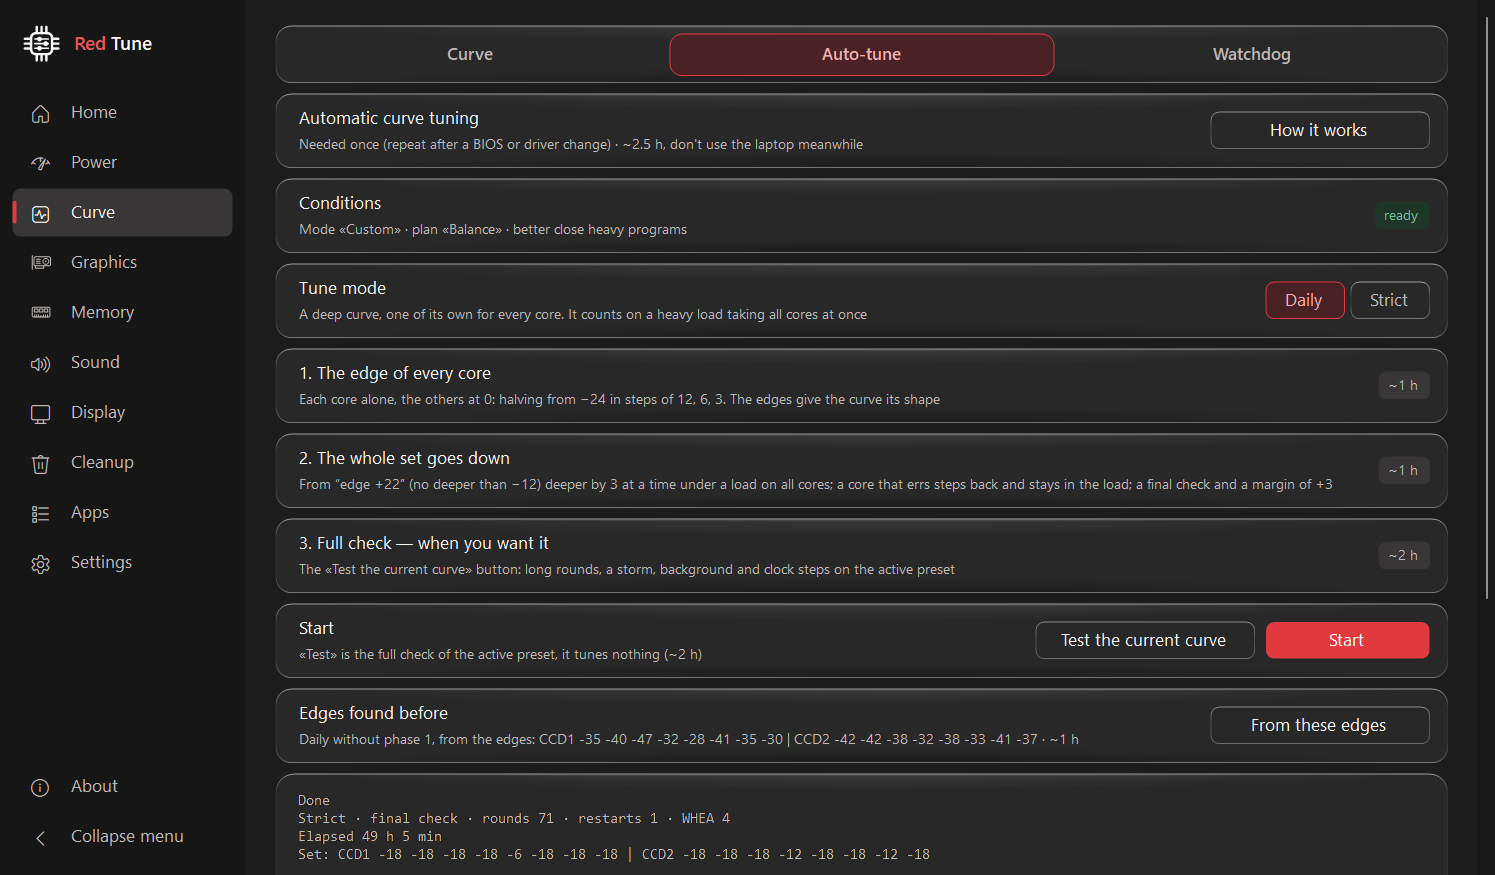 Red Tune
Home
Power
Curve
Graphics
Memory
Sound
Display
Cleanup
Apps
Settings
About
Collapse menu
Curve
Auto-tune
Watchdog
Automatic curve tuning
Needed once (repeat after a BIOS or driver change) · ~2.5 h, don't use the laptop meanwhile
How it works
Conditions
Mode «Custom» · plan «Balance» · better close heavy programs
ready
Tune mode
A deep curve, one of its own for every core. It counts on a heavy load taking all cores at once
Daily
Strict
1. The edge of every core
Each core alone, the others at 0: halving from −24 in steps of 12, 6, 3. The edges give the curve its shape
~1 h
2. The whole set goes down
From “edge +22” (no deeper than −12) deeper by 3 at a time under a load on all cores; a core that errs steps back and stays in the load; a final check and a margin of +3
~1 h
3. Full check — when you want it
The «Test the current curve» button: long rounds, a storm, background and clock steps on the active preset
~2 h
Start
«Test» is the full check of the active preset, it tunes nothing (~2 h)
Test the current curve
Start
Edges found before
Daily without phase 1, from the edges: CCD1 -35 -40 -47 -32 -28 -41 -35 -30 | CCD2 -42 -42 -38 -32 -38 -33 -41 -37 · ~1 h
From these edges
Done
Strict · final check · rounds 71 · restarts 1 · WHEA 4
Elapsed 49 h 5 min
Set: CCD1 -18 -18 -18 -18 -6 -18 -18 -18 | CCD2 -18 -18 -18 -12 -18 -18 -12 -18